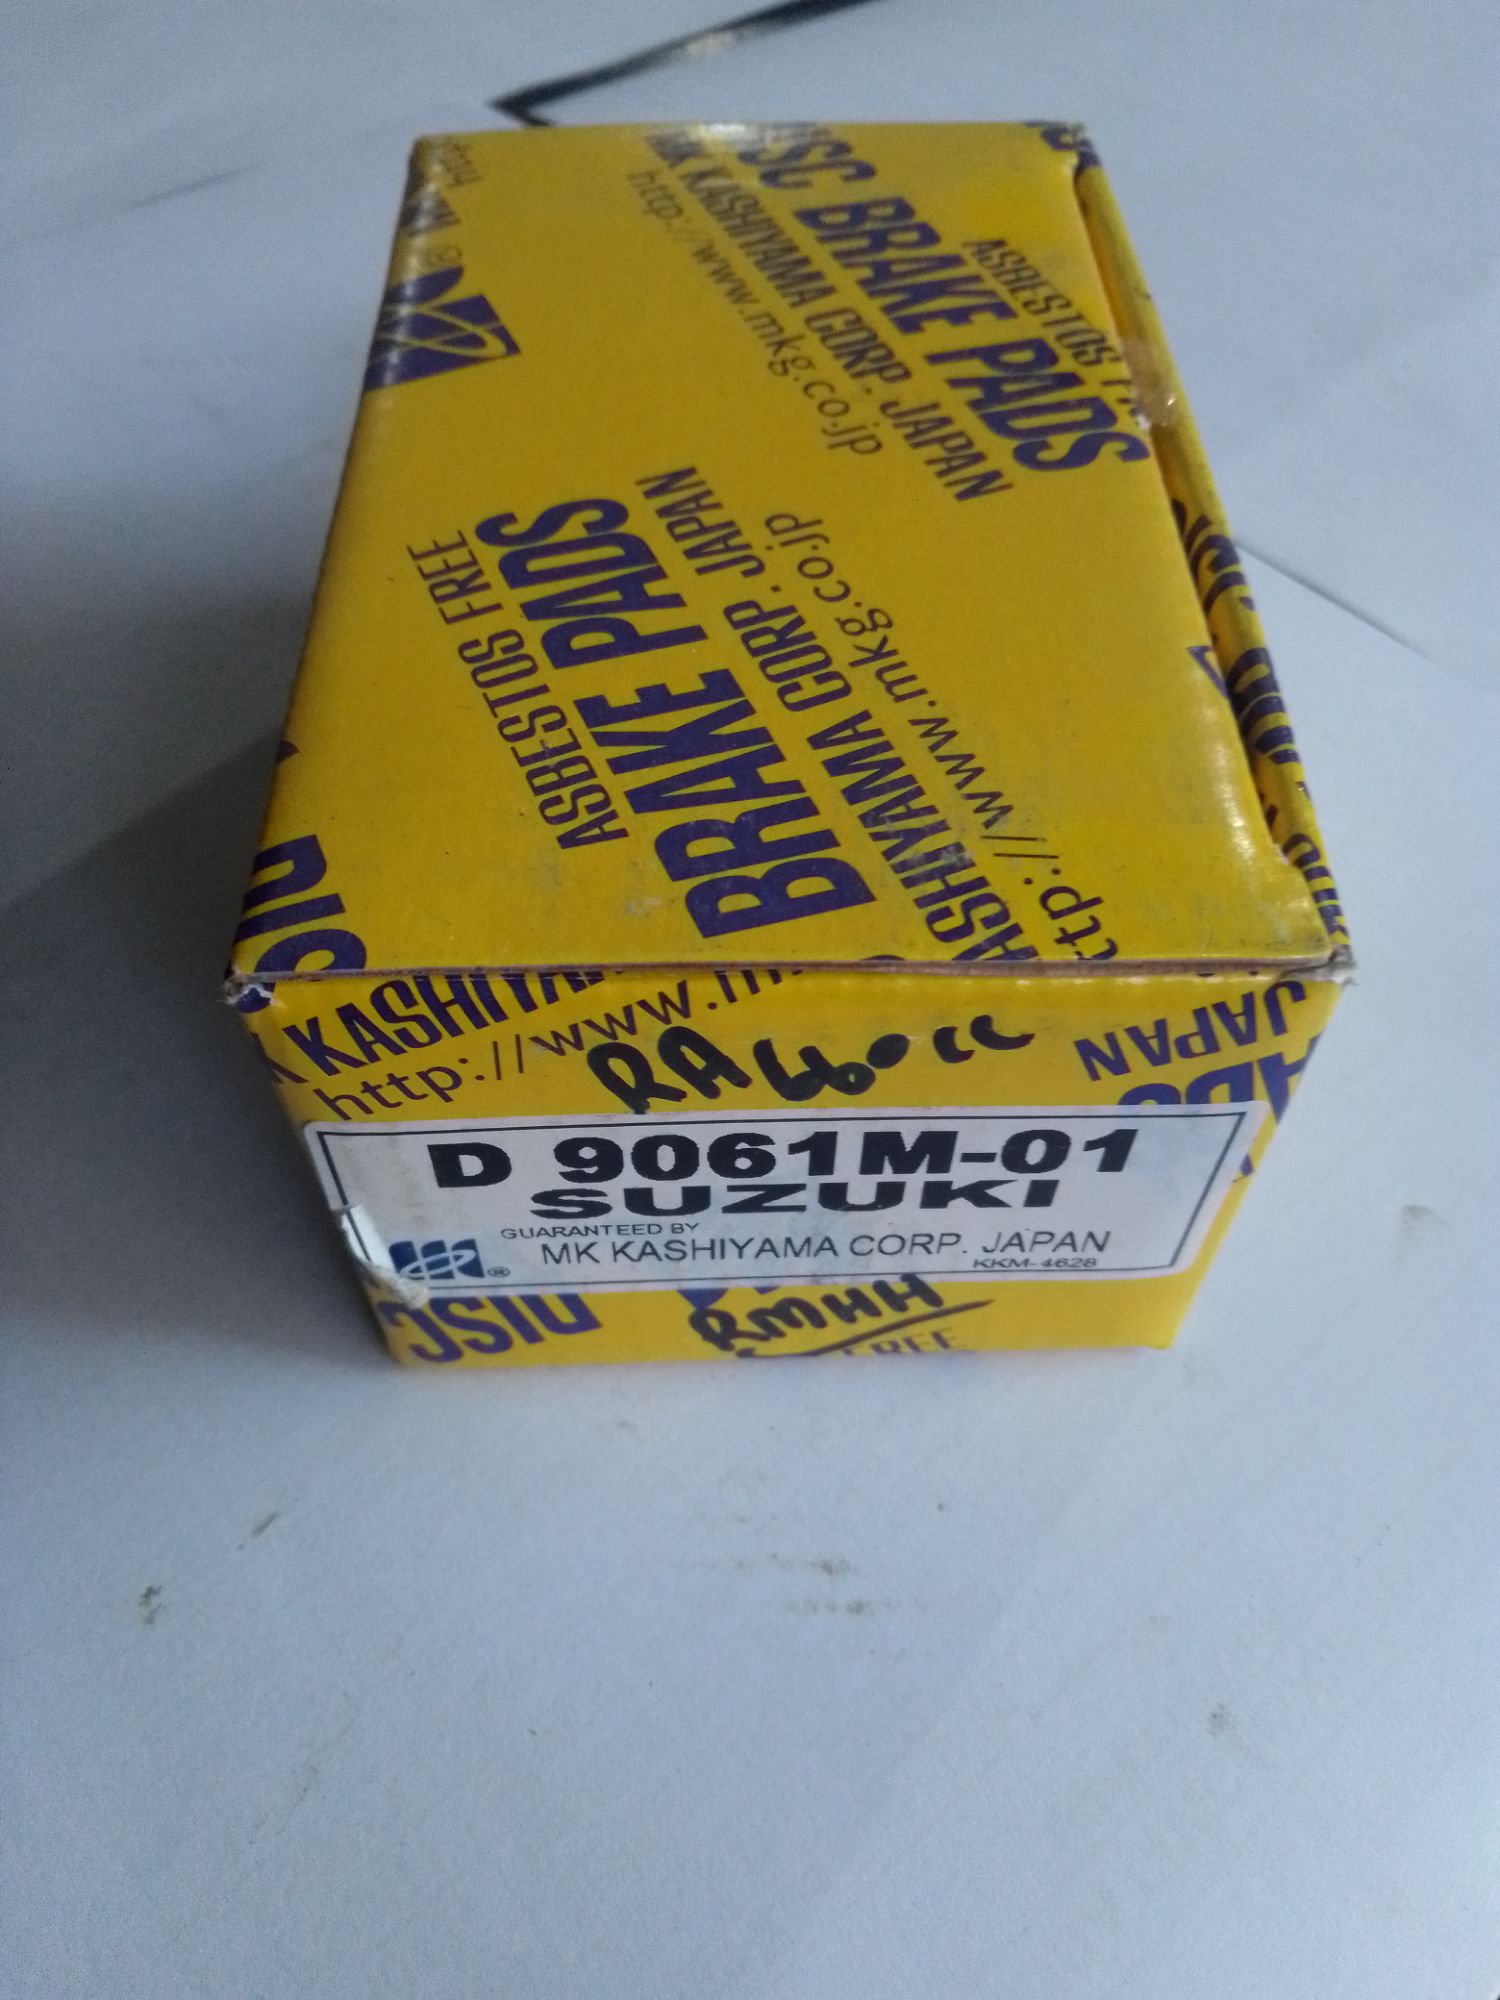 DISC BRAKE PADS
MK KASHIYAMA CORP. JAPAN
http://www.mkg.co.jp
ASBESTOS
ASBESTOS FREE
BRAKE PADS
KASHIYAMA CORP. JAPAN
http://www.mkg.co.jp
KASHIYAMA
http://www.m
JAPAN
D 9061M-01
SUZUKI
GUARANTEED BY
MK KASHIYAMA CORP. JAPAN
KKM-4628
DISC
RMHH
FREE